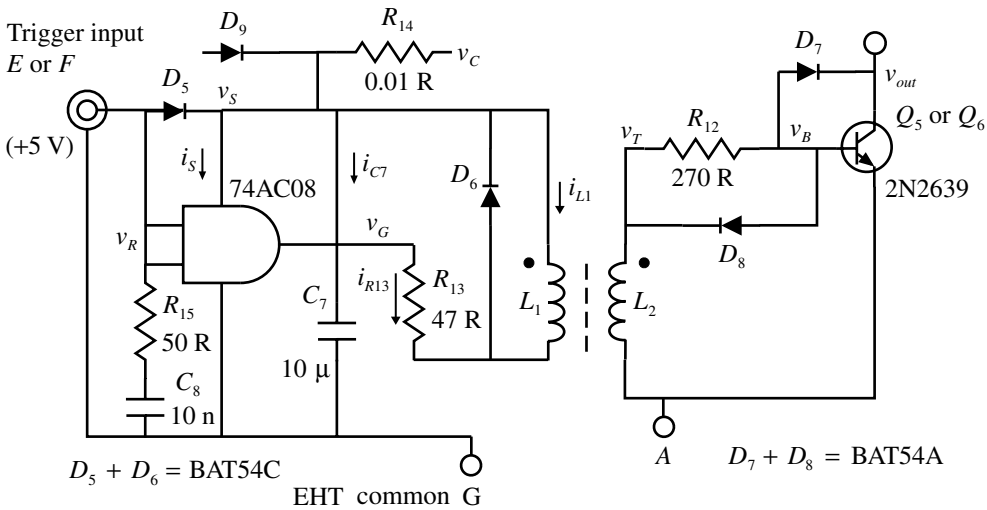 Trigger input
E or F
(+5 V)
D9
R14
0.01 R
vC
D5
vS
iS
74AC08
iC7
D6
iL1
vR
vG
R15
50 R
C8
10 n
C7
10 μ
iR13
R13
47 R
L1
L2
vT
R12
270 R
vB
D7
vout
Q5 or Q6
2N2639
D8
A
D5 + D6 = BAT54C
D7 + D8 = BAT54A
EHT common G